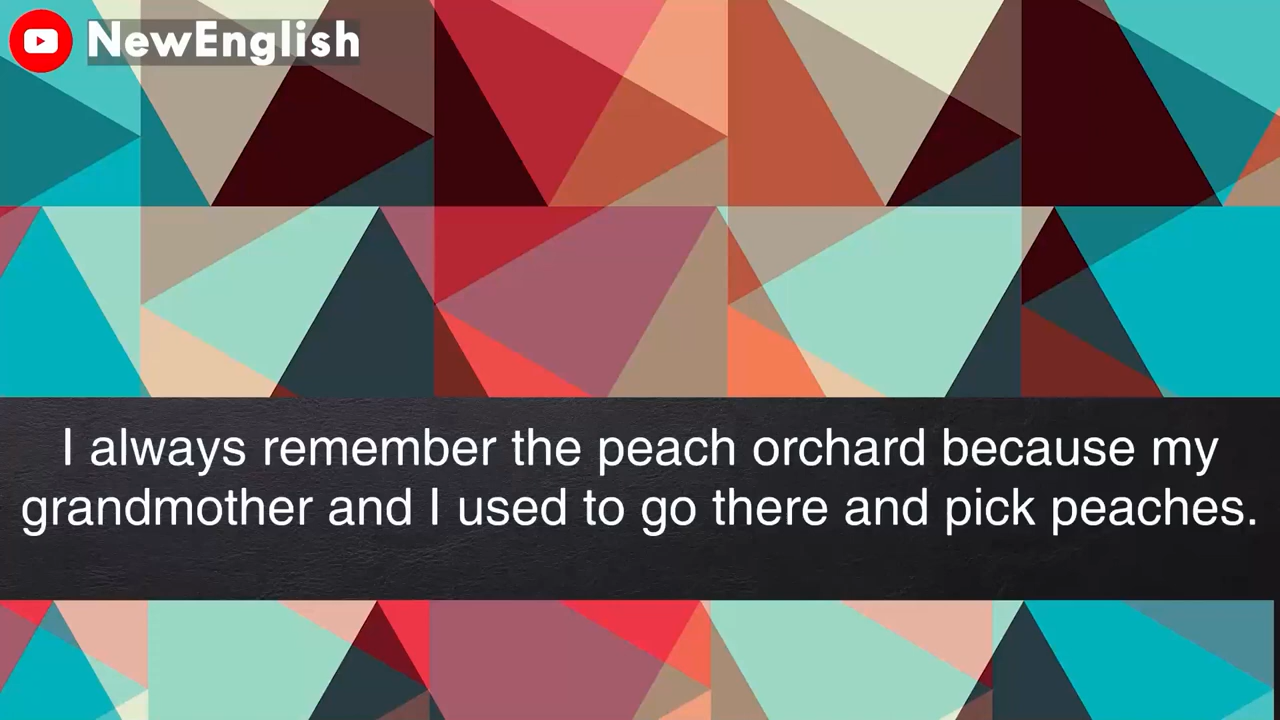 NewEnglish
I always remember the peach orchard because my
grandmother and I used to go there and pick peaches.